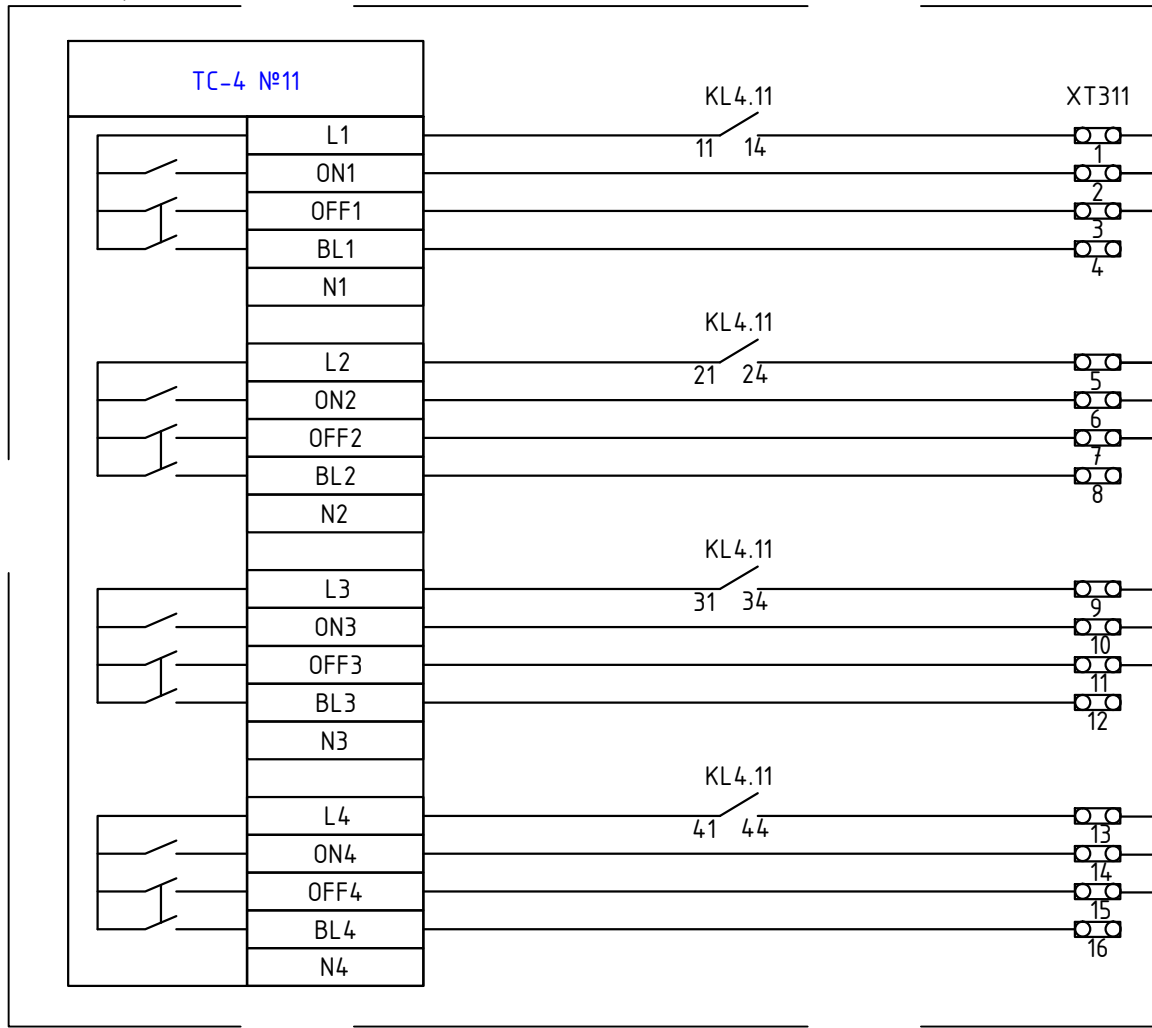 TC-4 №11
KL4.11
XT311
L1
11 14
1
ON1
2
OFF1
3
BL1
4
N1
KL4.11
L2
21 24
5
ON2
6
OFF2
7
BL2
8
N2
KL4.11
L3
31 34
9
ON3
10
OFF3
11
BL3
12
N3
KL4.11
L4
41 44
13
ON4
14
OFF4
15
BL4
16
N4